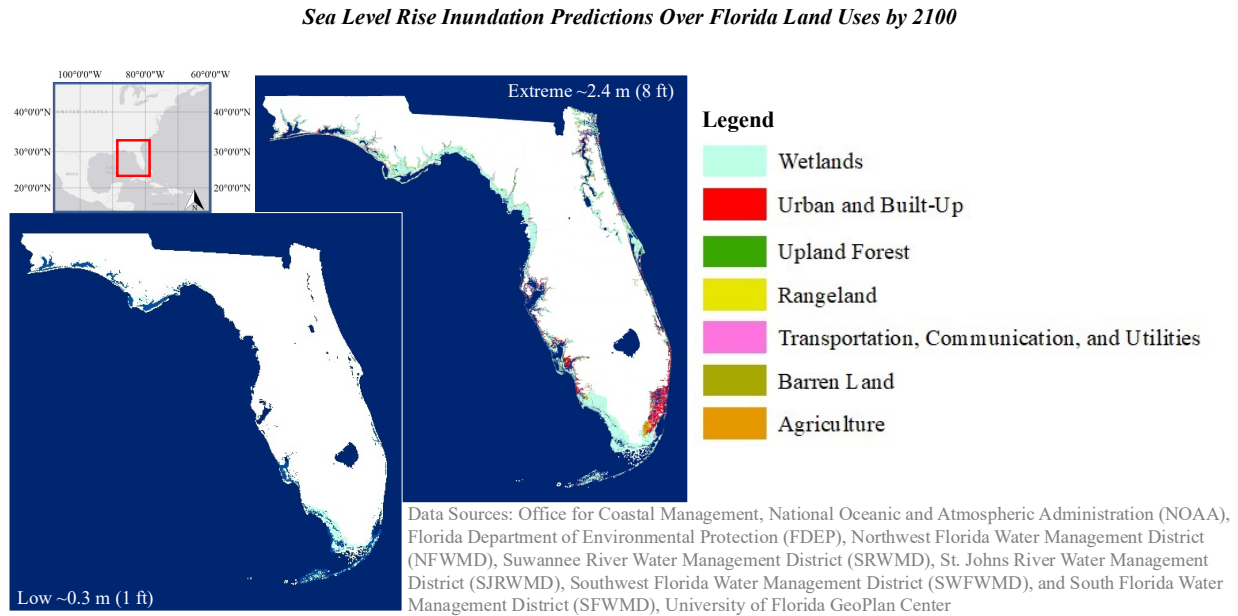 Sea Level Rise Inundation Predictions Over Florida Land Uses by 2100
100°0'0"W 80°0'0"W 60°0'0"W
40°0'0"N 40°0'0"N
UNITED STATES
30°0'0"N 30°0'0"N
20°0'0"N 20°0'0"N
N
Extreme ~2.4 m (8 ft)
Low ~0.3 m (1 ft)
Legend
Wetlands
Urban and Built-Up
Upland Forest
Rangeland
Transportation, Communication, and Utilities
Barren Land
Agriculture
Data Sources: Office for Coastal Management, National Oceanic and Atmospheric Administration (NOAA),
Florida Department of Environmental Protection (FDEP), Northwest Florida Water Management District
(NFWMD), Suwannee River Water Management District (SRWMD), St. Johns River Water Management
District (SJRWMD), Southwest Florida Water Management District (SWFWMD), and South Florida Water
Management District (SFWMD), University of Florida GeoPlan Center